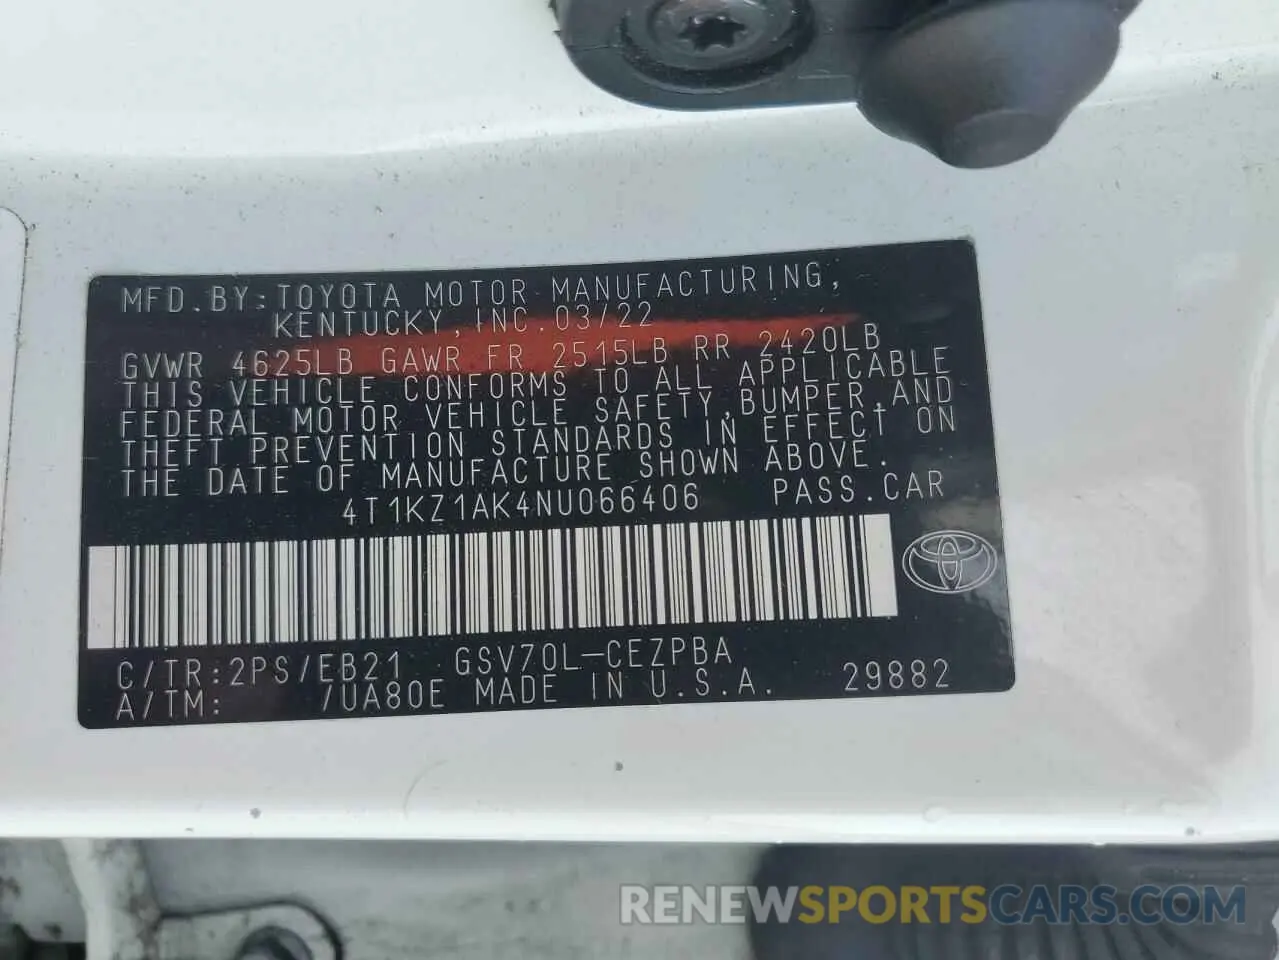 MFD.BY:TOYOTA MOTOR MANUFACTURING,
KENTUCKY,INC.03/22
GVWR 4625LB GAWR FR 2515LB RR 2420LB
THIS VEHICLE CONFORMS TO ALL APPLICABLE
FEDERAL MOTOR VEHICLE SAFETY,BUMPER,AND
THEFT PREVENTION STANDARDS IN EFFECT ON
THE DATE OF MANUFACTURE SHOWN ABOVE.
4T1KZ1AK4NU066406 PASS.CAR
C/TR:2PS/EB21 GSV70L-CEZPBA
A/TM: /UA80E MADE IN U.S.A. 29882
RENEWSPORTSCARS.COM